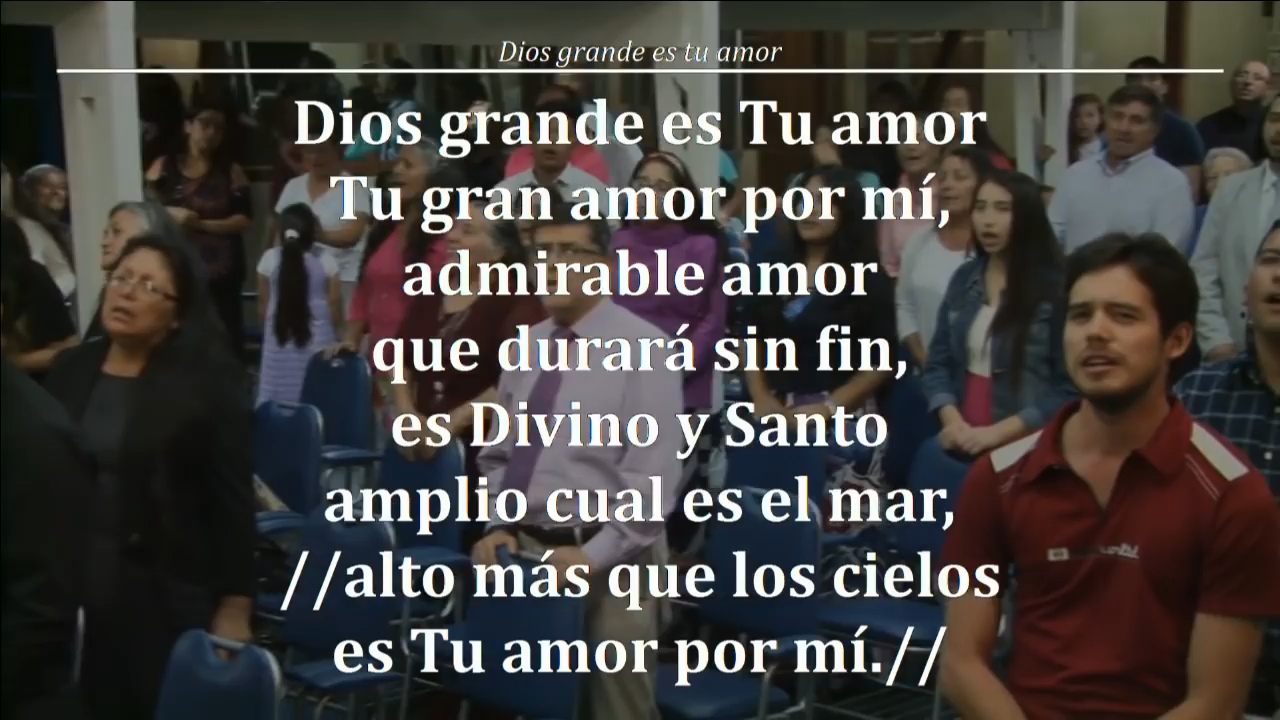 Dios grande es tu amor
Dios grande es Tu amor
Tu gran amor por mí,
admirable amor
que durará sin fin,
es Divino y Santo
amplio cual es el mar,
//alto más que los cielos
es Tu amor por mí.//